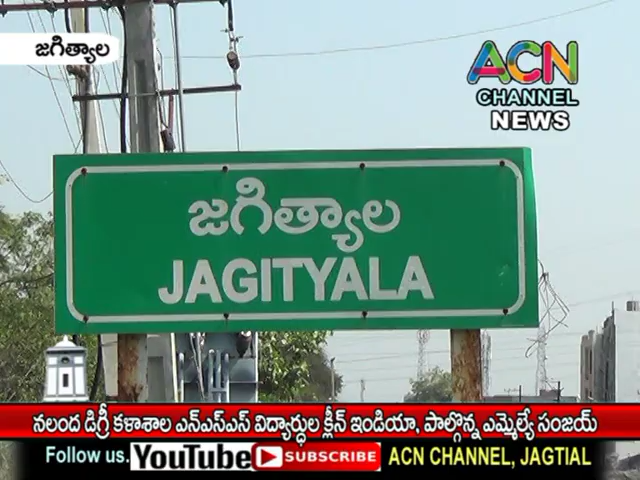 జగిత్యాల
ACN
CHANNEL
NEWS
జగిత్యాల
JAGITYALA
నలంద డిగ్రీ కళాశాల ఎన్ఎస్ఎస్ విద్యార్థుల క్లీన్ ఇండియా, పాల్గొన్న ఎమ్మెల్యే సంజయ్
Follow us. YouTube SUBSCRIBE ACN CHANNEL, JAGTIAL